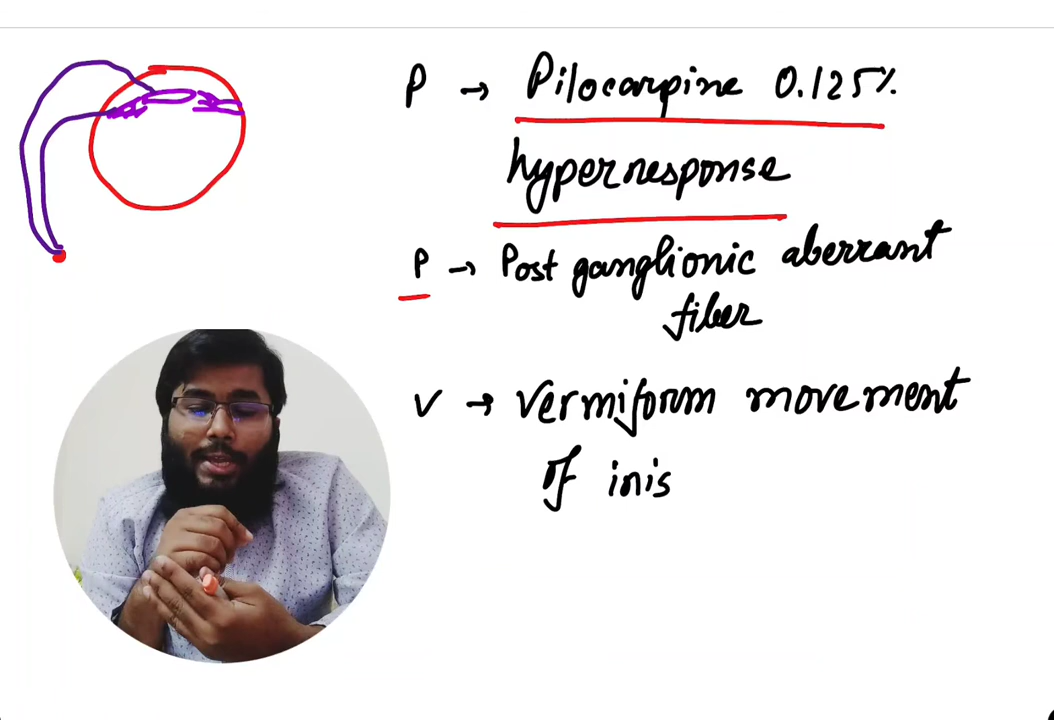 P → Pilocarpine 0.125%
hyperresponse
P → Post ganglionic aberrant
fiber
V → Vermiform movement
of iris